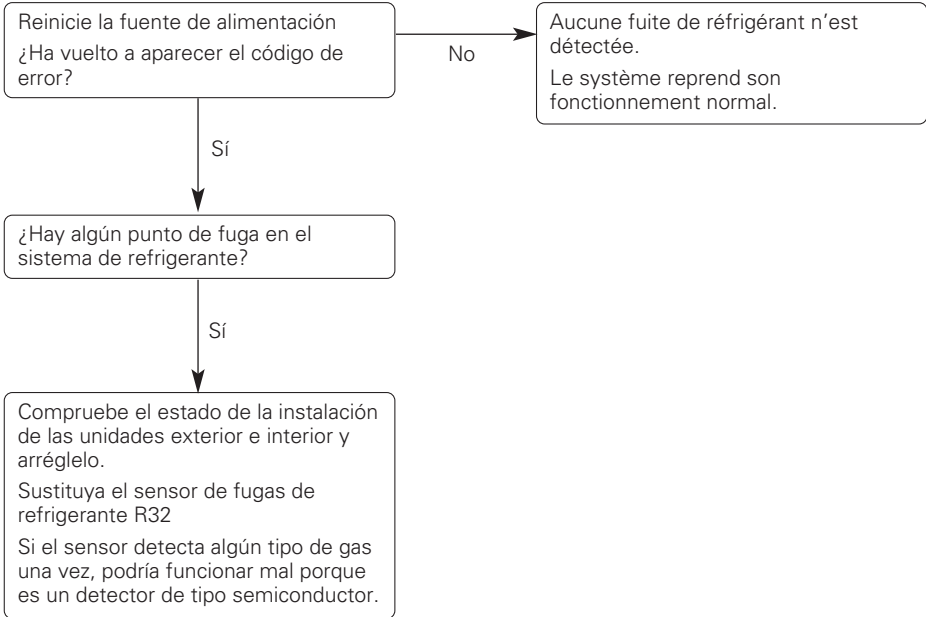 Reinicie la fuente de alimentación
¿Ha vuelto a aparecer el código de
error?
No
Aucune fuite de réfrigérant n’est
détectée.
Le système reprend son
fonctionnement normal.
Sí
¿Hay algún punto de fuga en el
sistema de refrigerante?
Sí
Compruebe el estado de la instalación
de las unidades exterior e interior y
arréglelo.
Sustituya el sensor de fugas de
refrigerante R32
Si el sensor detecta algún tipo de gas
una vez, podría funcionar mal porque
es un detector de tipo semiconductor.